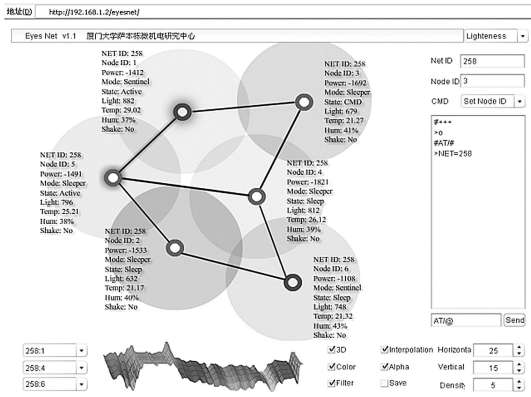 地址(D) http://192.168.1.2/eyesnet/
Eyes Net v1.1 厦门大学萨本栋微机电研究中心 Lighteness
NET ID: 258
Node ID: 1
Power: -1412
Mode: Sentinel
State: Active
Light: 882
Temp: 29.02
Hum: 37%
Shake: No
NET ID: 258
Node ID: 3
Power: -1692
Mode: Sleeper
State: CMD
Light: 679
Temp: 21.27
Hum: 41%
Shake: No
NET ID: 258
Node ID: 5
Power: -1491
Mode: Sleeper
State: Active
Light: 796
Temp: 25.21
Hum: 38%
Shake: No
NET ID: 258
Node ID: 4
Power: -1821
Mode: Sleeper
State: Sleep
Light: 812
Temp: 26.12
Hum: 39%
Shake: No
NET ID: 258
Node ID: 2
Power: -1533
Mode: Sleeper
State: Sleep
Light: 632
Temp: 21.17
Hum: 40%
Shake: No
NET ID: 258
Node ID: 6
Power: -1108
Mode: Sentinel
State: Sleep
Light: 748
Temp: 21.32
Hum: 43%
Shake: No
Net ID 258
Node ID 3
CMD Set Node ID
#+++
>o
#AT/#
>NET=258
AT/@ Send
258:1
258:4
258:6
3D Interpolation Horizonta 25
Color Alpha Vertical 15
Filter Save Density 5